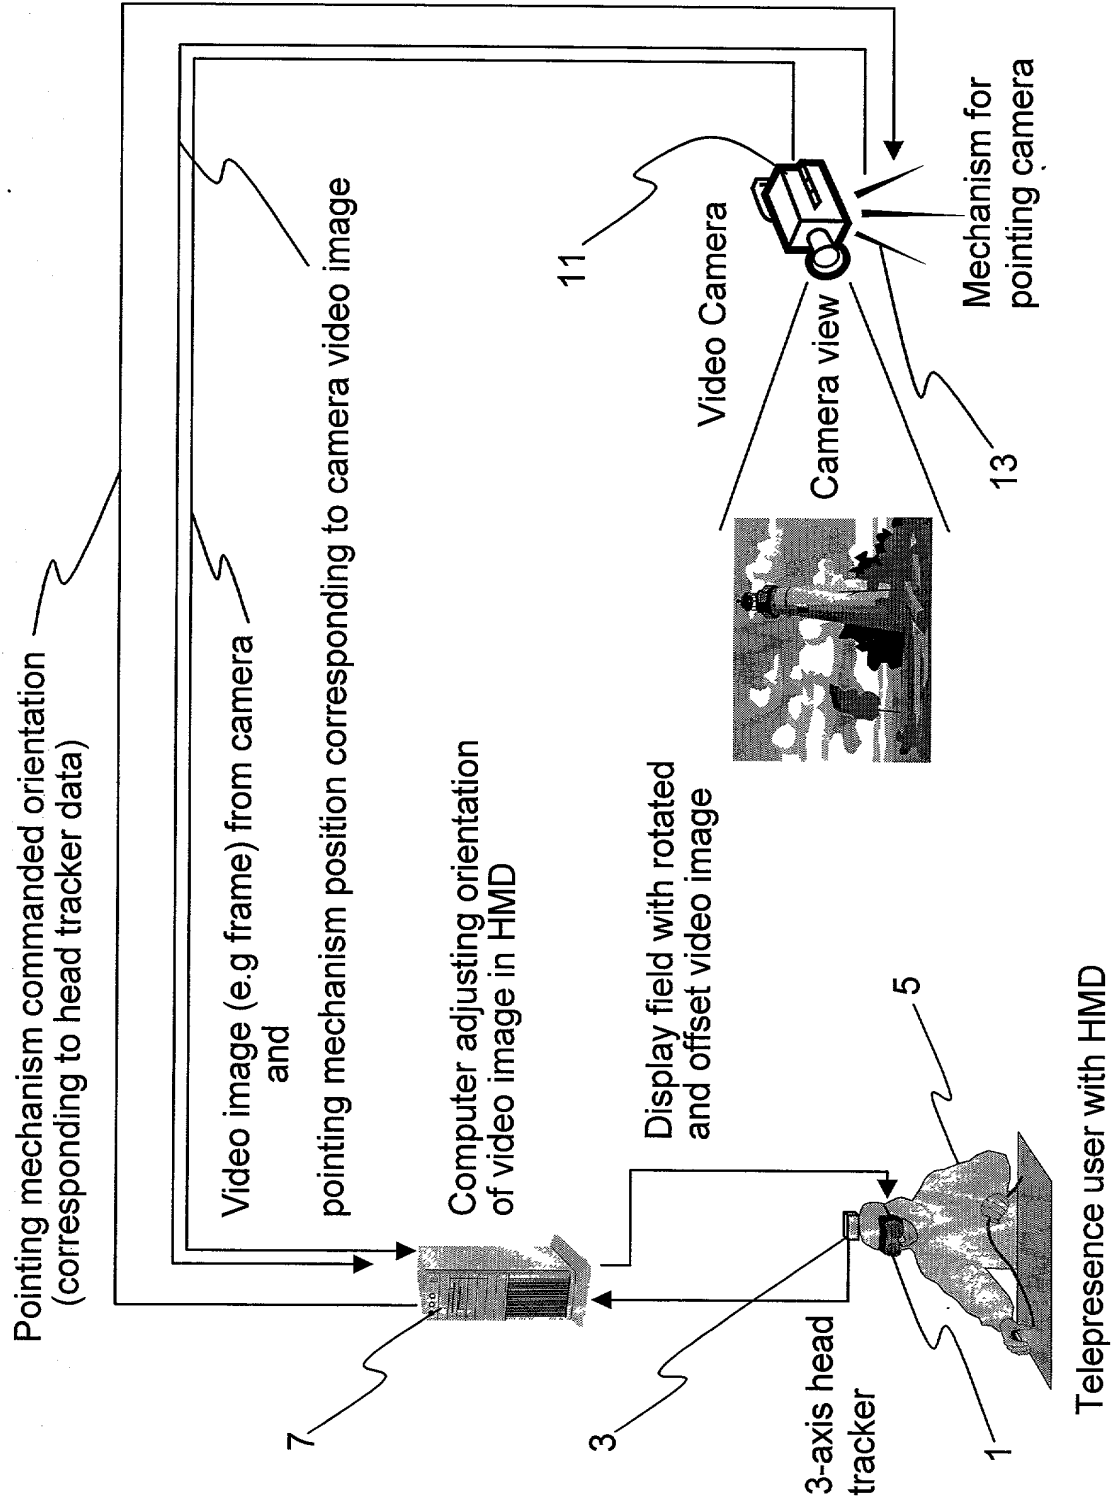 Pointing mechanism commanded orientation
(corresponding to head tracker data)
Video image (e.g frame) from camera
and
pointing mechanism position corresponding to camera video image
Computer adjusting orientation
of video image in HMD
7
Display field with rotated
and offset video image
Video Camera
11
Camera view
Mechanism for
pointing camera
13
3
3-axis head
tracker
1
5
Telepresence user with HMD